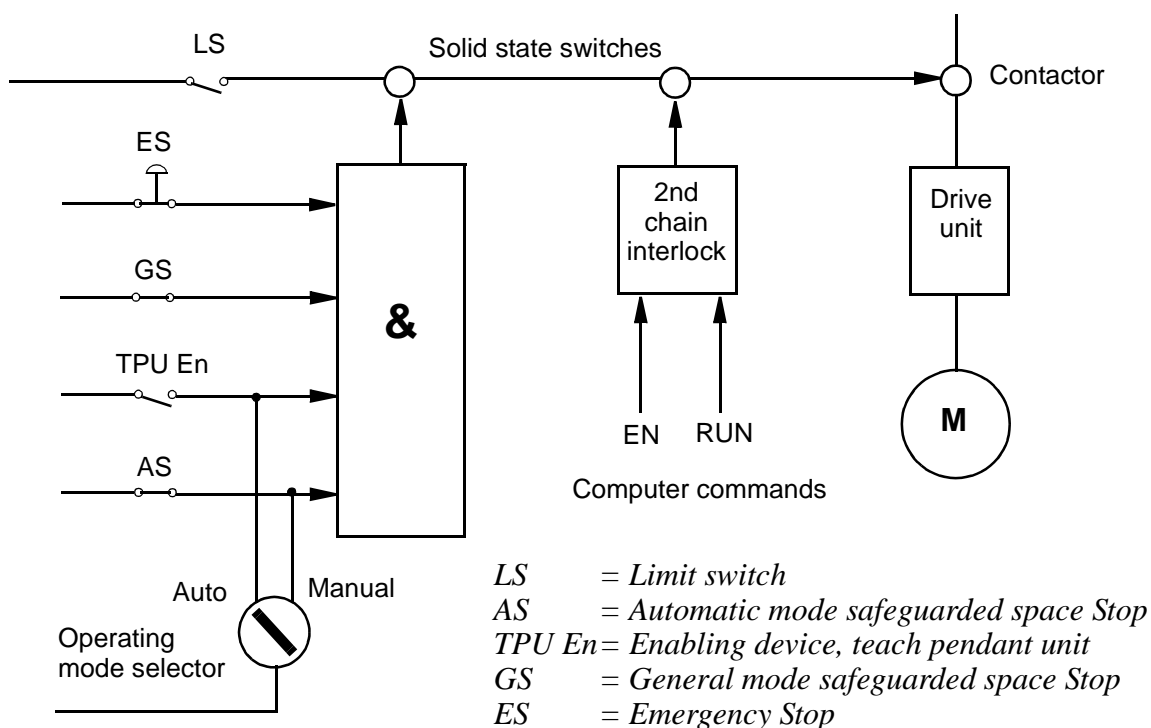 LS
Solid state switches
Contactor
ES
GS
TPU En
AS
&
2nd
chain
interlock
Drive
unit
EN RUN
M
Computer commands
Auto Manual
Operating
mode selector
LS = Limit switch
AS = Automatic mode safeguarded space Stop
TPU En = Enabling device, teach pendant unit
GS = General mode safeguarded space Stop
ES = Emergency Stop